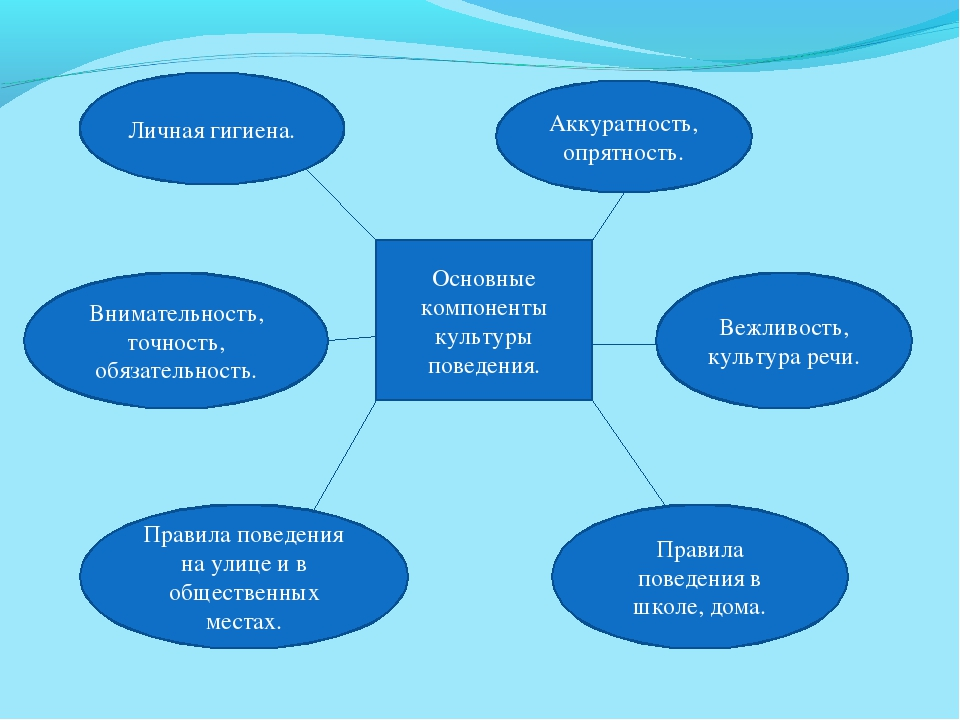 Личная гигиена.
Аккуратность,
опрятность.
Основные
компоненты
культуры
поведения.
Внимательность,
точность,
обязательность.
Вежливость,
культура речи.
Правила поведения
на улице и в
общественных
местах.
Правила
поведения в
школе, дома.